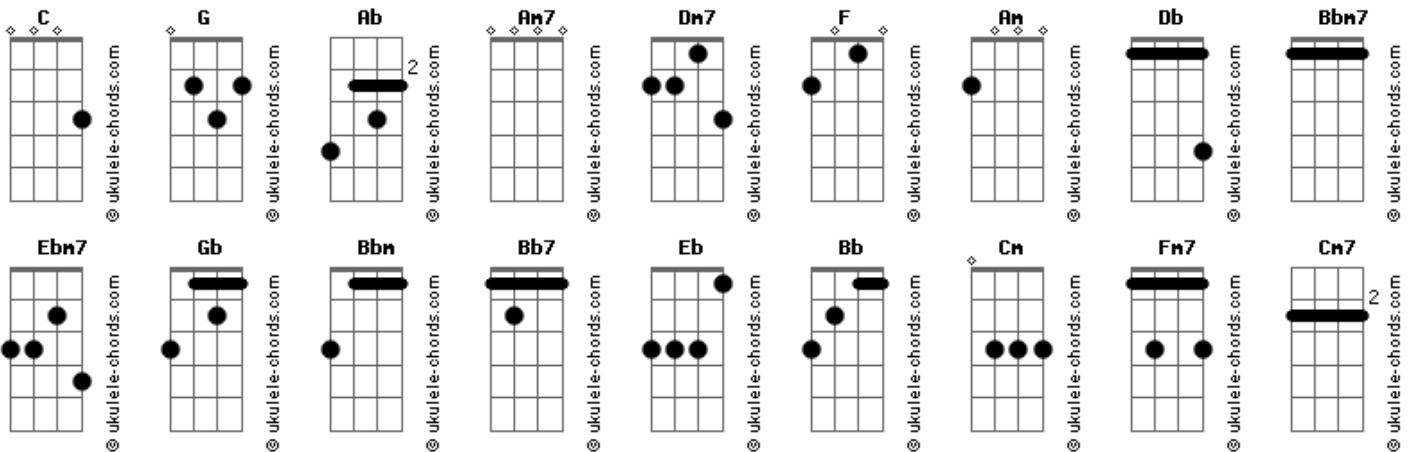 C G Ab Am7 Dm7 F Am Db Bbm7
2
© ukulele-chords.com © ukulele-chords.com © ukulele-chords.com © ukulele-chords.com © ukulele-chords.com © ukulele-chords.com © ukulele-chords.com © ukulele-chords.com © ukulele-chords.com
Ebm7 Gb Bbm Bb7 Eb Bb Cm Fm7 Cm7
2
© ukulele-chords.com © ukulele-chords.com © ukulele-chords.com © ukulele-chords.com © ukulele-chords.com © ukulele-chords.com © ukulele-chords.com © ukulele-chords.com © ukulele-chords.com